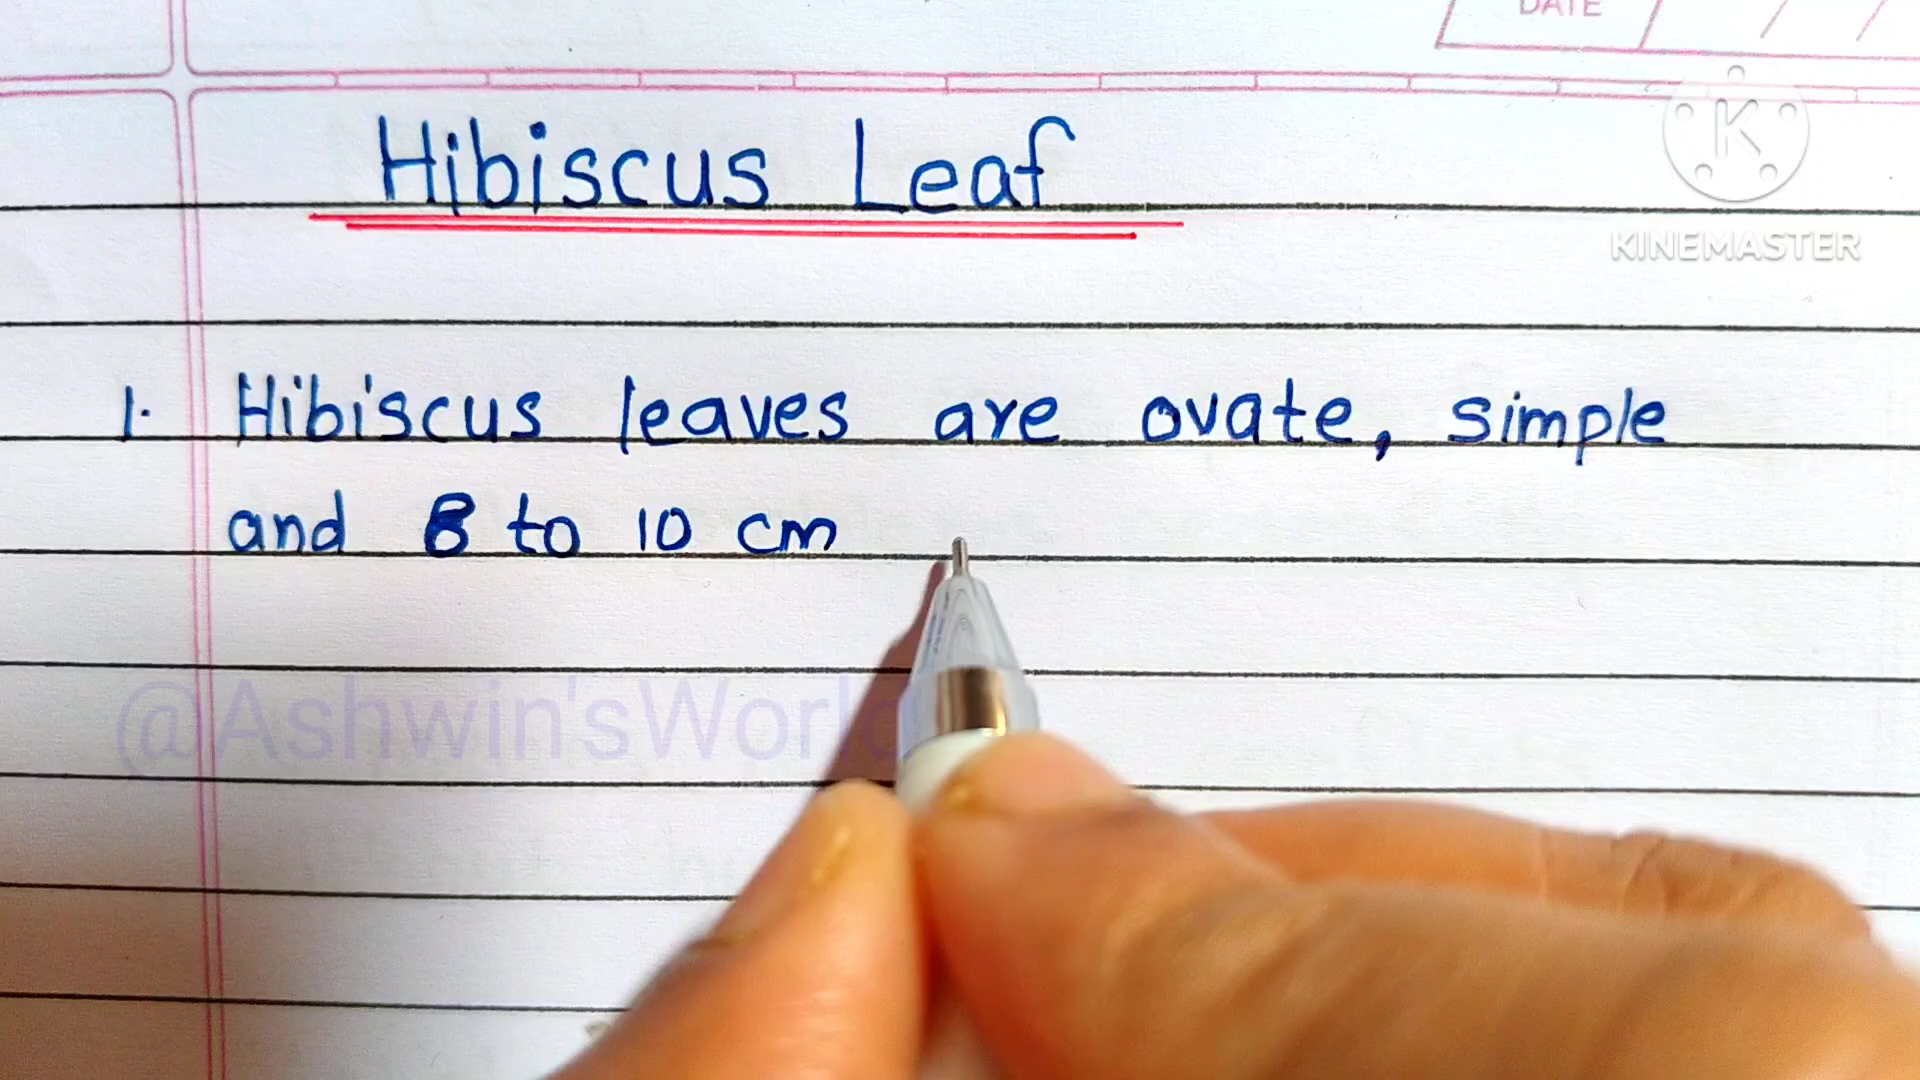 DATE
K
KINEMASTER
Hibiscus Leaf
1. Hibiscus leaves are ovate, simple
and 8 to 10 cm
@Ashwin'sWorl